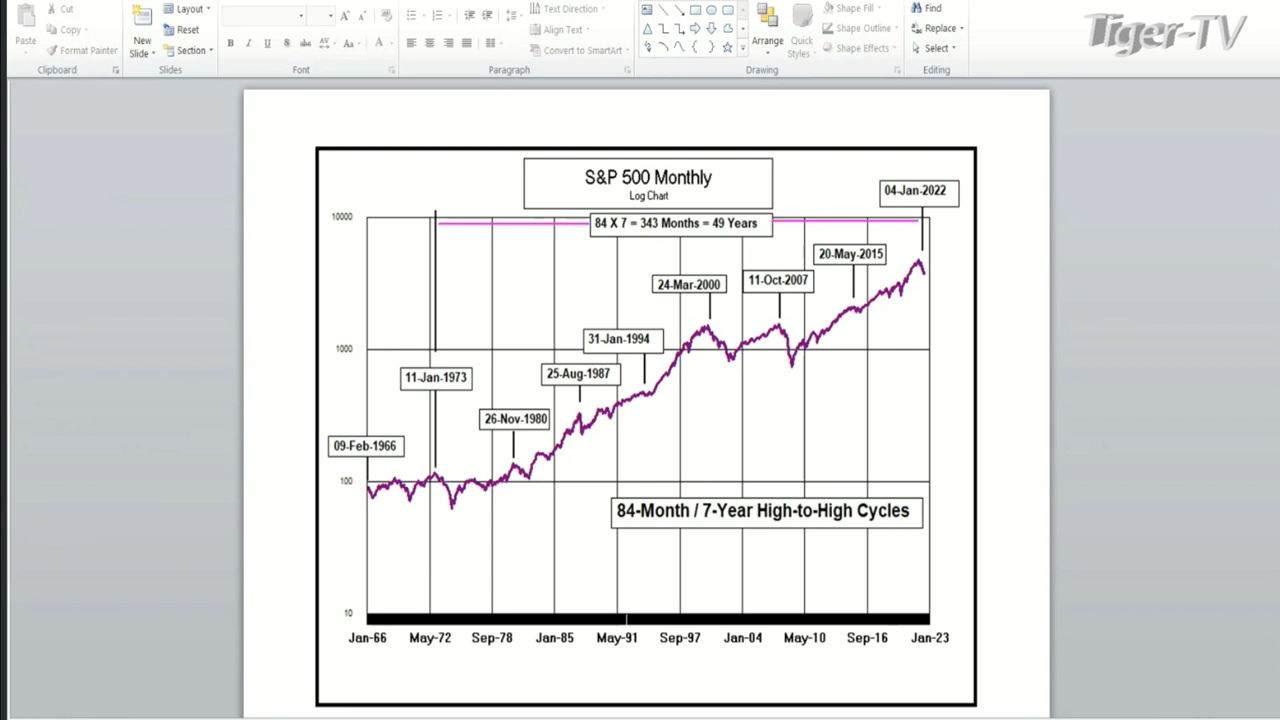 Cut
Layout
Text Direction
Shape Fill
Find
Tiger-TV
Copy
Reset
Align Text
Shape Outline
Replace
Paste
New
Slide
Format Painter
Section
B I U S abc AV Aa A
Convert to SmartArt
Arrange
Quick
Styles
Shape Effects
Select
Clipboard
Slides
Font
Paragraph
Drawing
Editing
S&P 500 Monthly
Log Chart
04-Jan-2022
10000
84 X 7 = 343 Months = 49 Years
20-May-2015
24-Mar-2000
11-Oct-2007
31-Jan-1994
1000
25-Aug-1987
11-Jan-1973
26-Nov-1980
09-Feb-1966
100
84-Month / 7-Year High-to-High Cycles
10
Jan-66 May-72 Sep-78 Jan-85 May-91 Sep-97 Jan-04 May-10 Sep-16 Jan-23